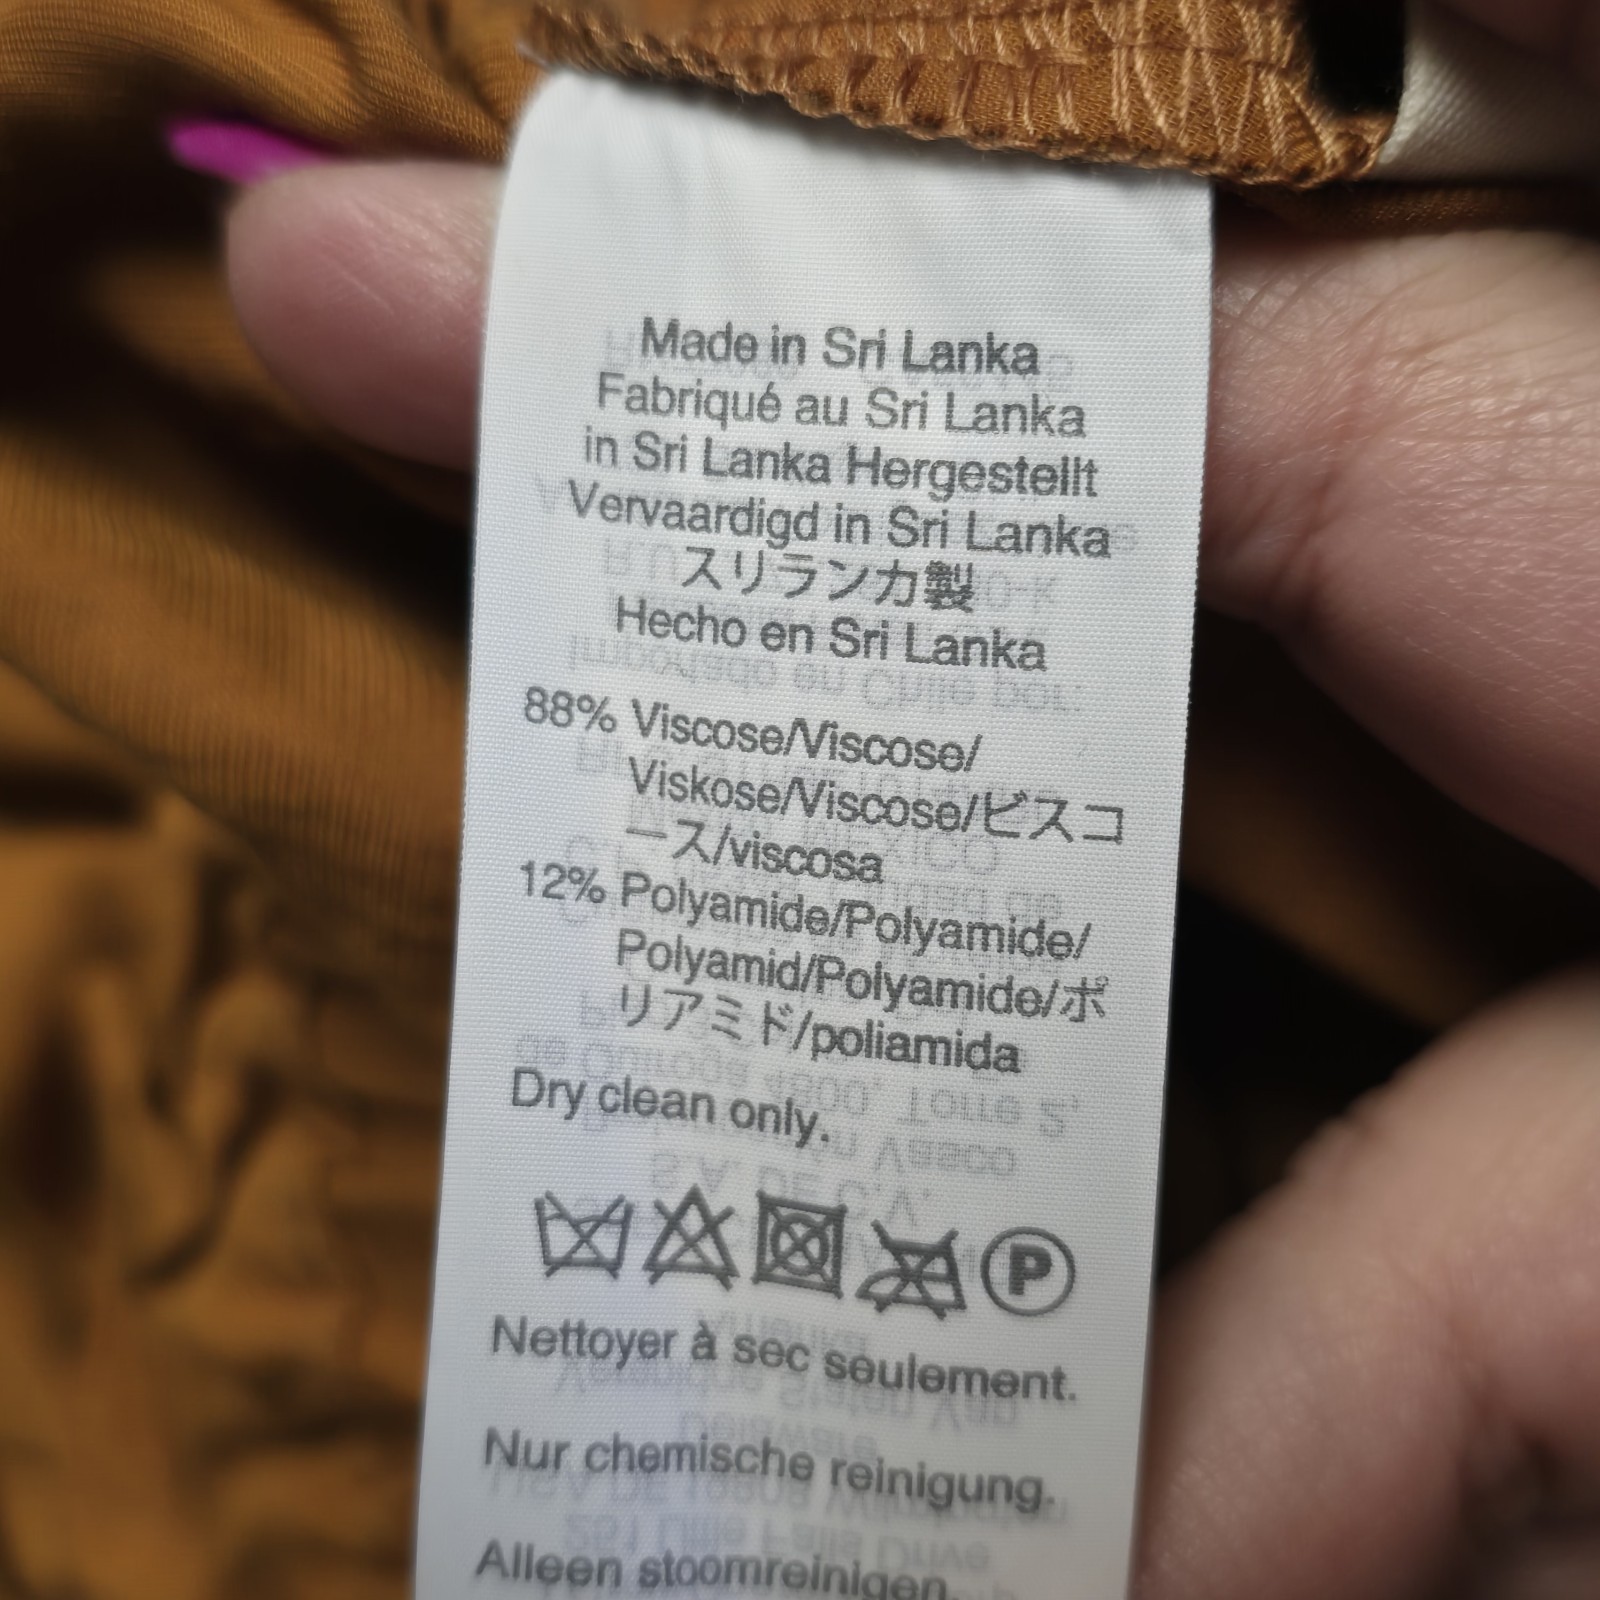 Made in Sri Lanka
Fabriqué au Sri Lanka
in Sri Lanka Hergestellt
Vervaardigd in Sri Lanka
スリランカ製
Hecho en Sri Lanka
88% Viscose/Viscose/
Viskose/Viscose/ビスコ
ース/viscosa
12% Polyamide/Polyamide/
Polyamid/Polyamide/ポ
リアミド/poliamida
Dry clean only.
P
Nettoyer à sec seulement.
Nur chemische reinigung.
Alleen stoomreinigen.